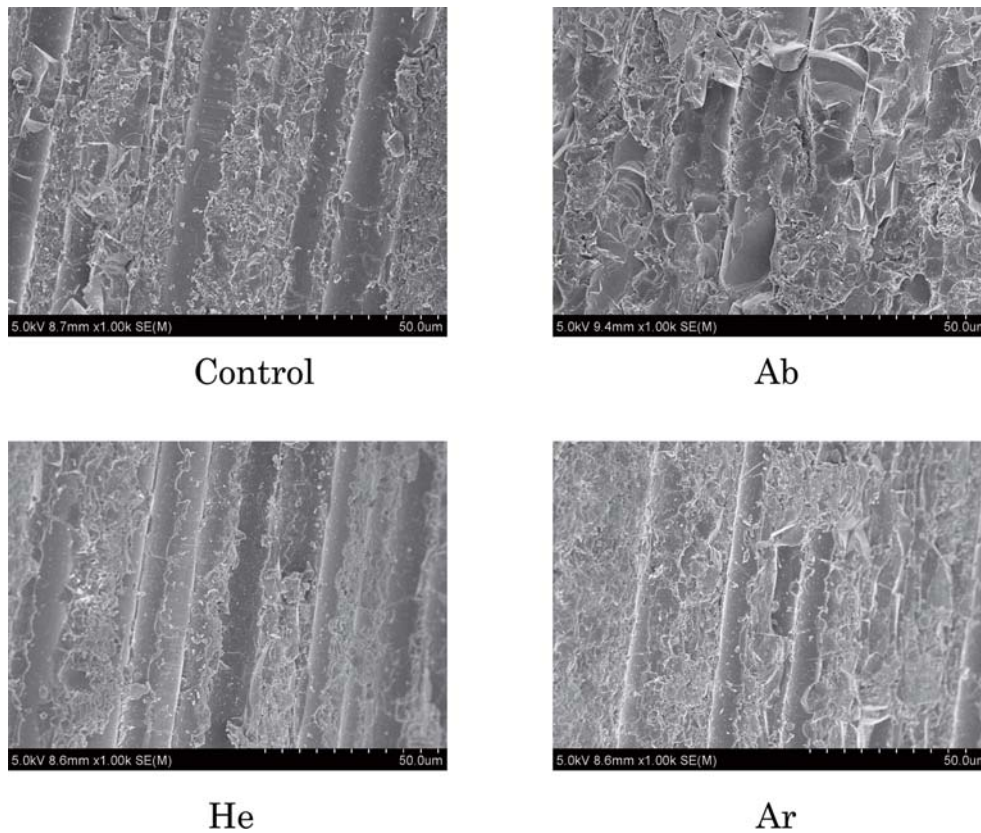 5.0kV 8.7mm x1.00k SE(M) 50.0um
Control
5.0kV 9.4mm x1.00k SE(M) 50.0um
Ab
5.0kV 8.6mm x1.00k SE(M) 50.0um
He
5.0kV 8.6mm x1.00k SE(M) 50.0um
Ar